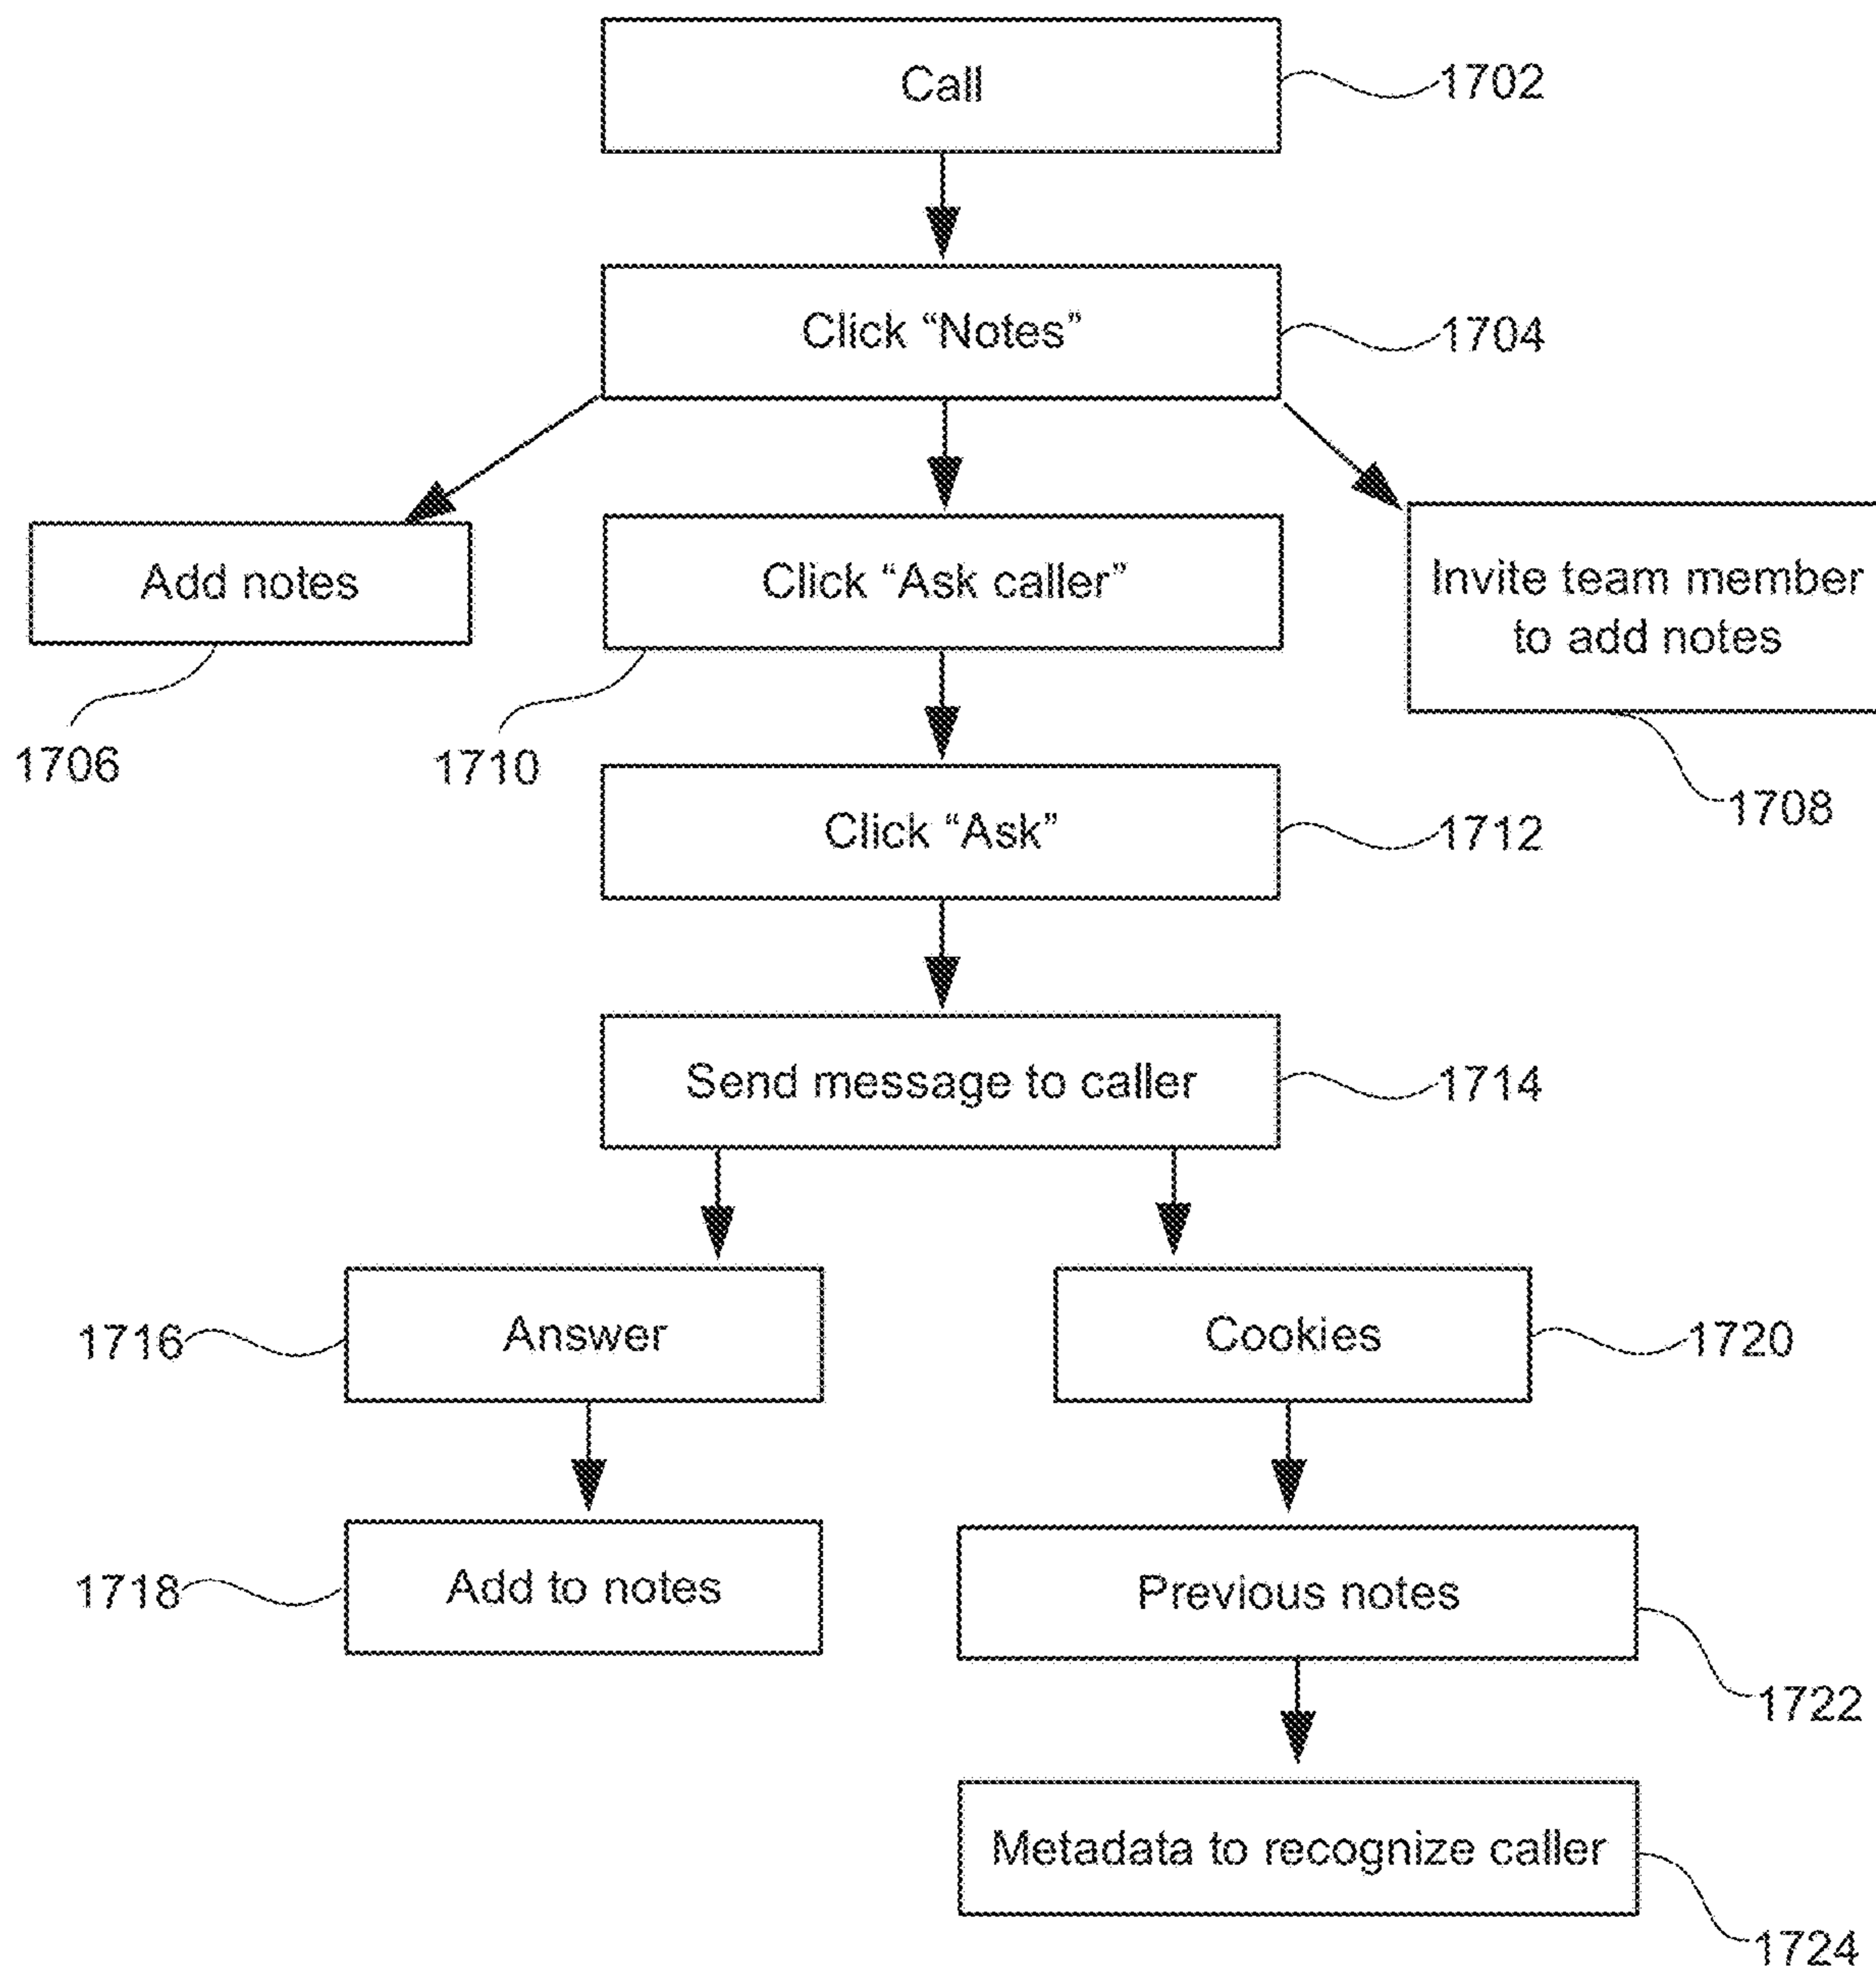 Call
1702
Click “Notes”
1704
Add notes
1706
Click “Ask caller”
1710
Invite team member
to add notes
1708
Click “Ask”
1712
Send message to caller
1714
Answer
1716
Cookies
1720
Add to notes
1718
Previous notes
1722
Metadata to recognize caller
1724